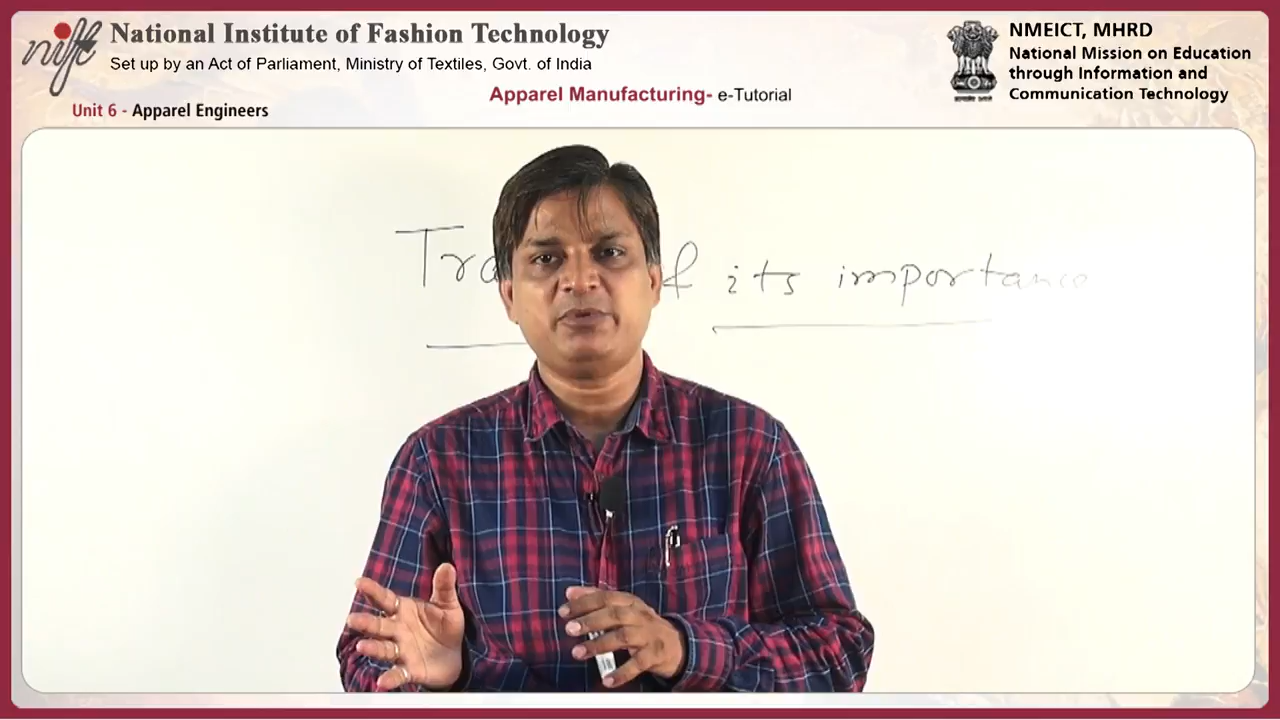 nift
National Institute of Fashion Technology
Set up by an Act of Parliament, Ministry of Textiles, Govt. of India
Apparel Manufacturing- e-Tutorial
Unit 6 - Apparel Engineers
NMEICT, MHRD
National Mission on Education
through Information and
Communication Technology
its importance